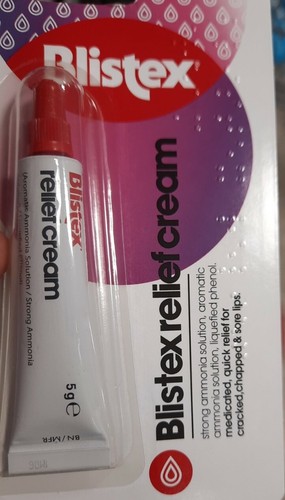 Blistex
Blistex
relief cream
(Aromatic Ammonia Solution / Strong Ammonia
5g e
BN / MFR
Blistex relief cream
strong ammonia solution, aromatic
ammonia solution, liquefied phenol.
medicated, quick relief for
cracked, chapped & sore lips.